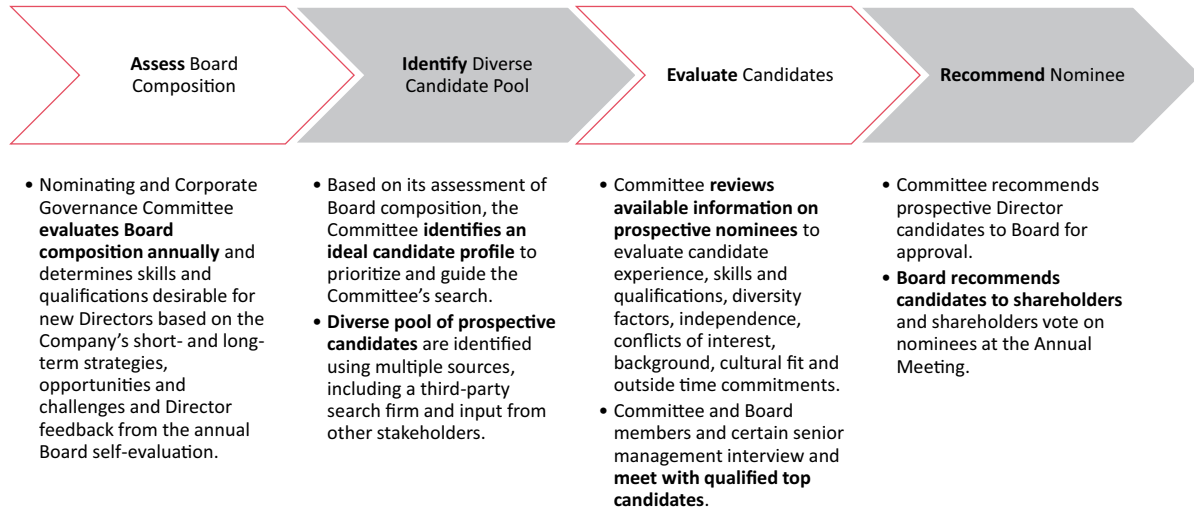 Assess Board
Composition
Identify Diverse
Candidate Pool
Evaluate Candidates
Recommend Nominee
• Nominating and Corporate
Governance Committee
evaluates Board
composition annually and
determines skills and
qualifications desirable for
new Directors based on the
Company’s short- and long-
term strategies,
opportunities and
challenges and Director
feedback from the annual
Board self-evaluation.
• Based on its assessment of
Board composition, the
Committee identifies an
ideal candidate profile to
prioritize and guide the
Committee’s search.
• Diverse pool of prospective
candidates are identified
using multiple sources,
including a third-party
search firm and input from
other stakeholders.
• Committee reviews
available information on
prospective nominees to
evaluate candidate
experience, skills and
qualifications, diversity
factors, independence,
conflicts of interest,
background, cultural fit and
outside time commitments.
• Committee and Board
members and certain senior
management interview and
meet with qualified top
candidates.
• Committee recommends
prospective Director
candidates to Board for
approval.
• Board recommends
candidates to shareholders
and shareholders vote on
nominees at the Annual
Meeting.